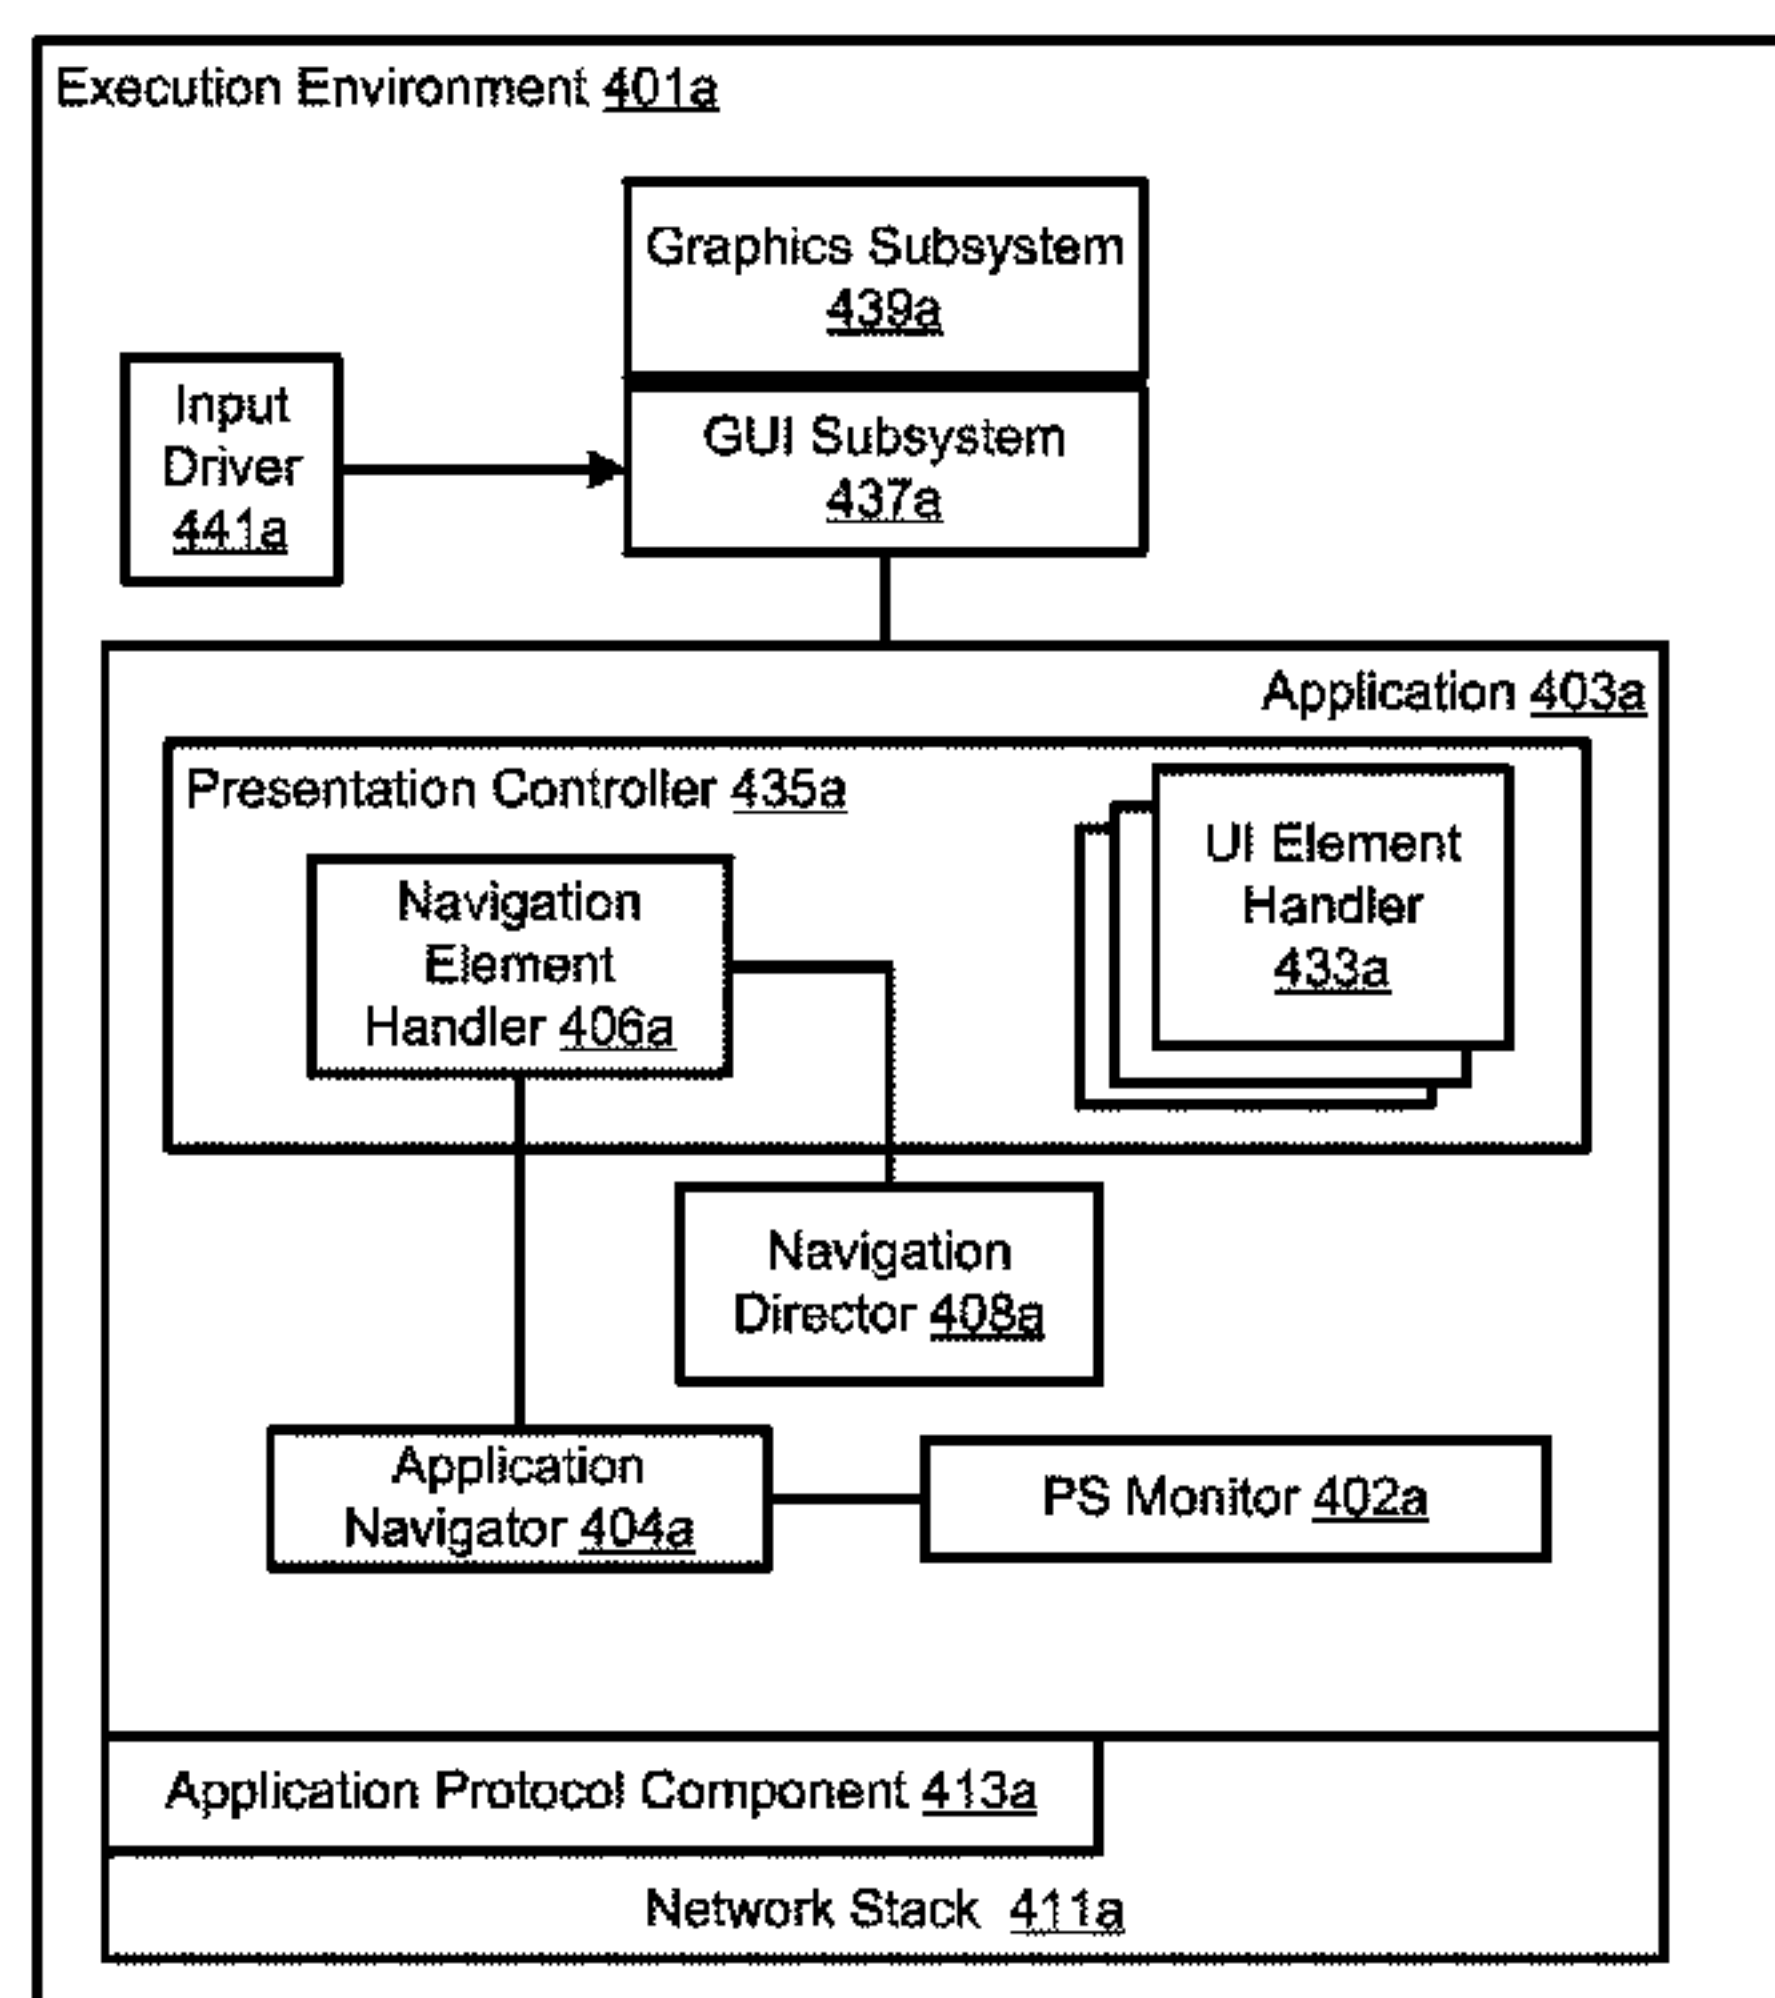 Execution Environment 401a
Graphics Subsystem
439a
Input
Driver
441a
GUI Subsystem
437a
Application 403a
Presentation Controller 435a
UI Element
Handler
433a
Navigation
Element
Handler 406a
Navigation
Director 408a
Application
Navigator 404a
PS Monitor 402a
Application Protocol Component 413a
Network Stack 411a